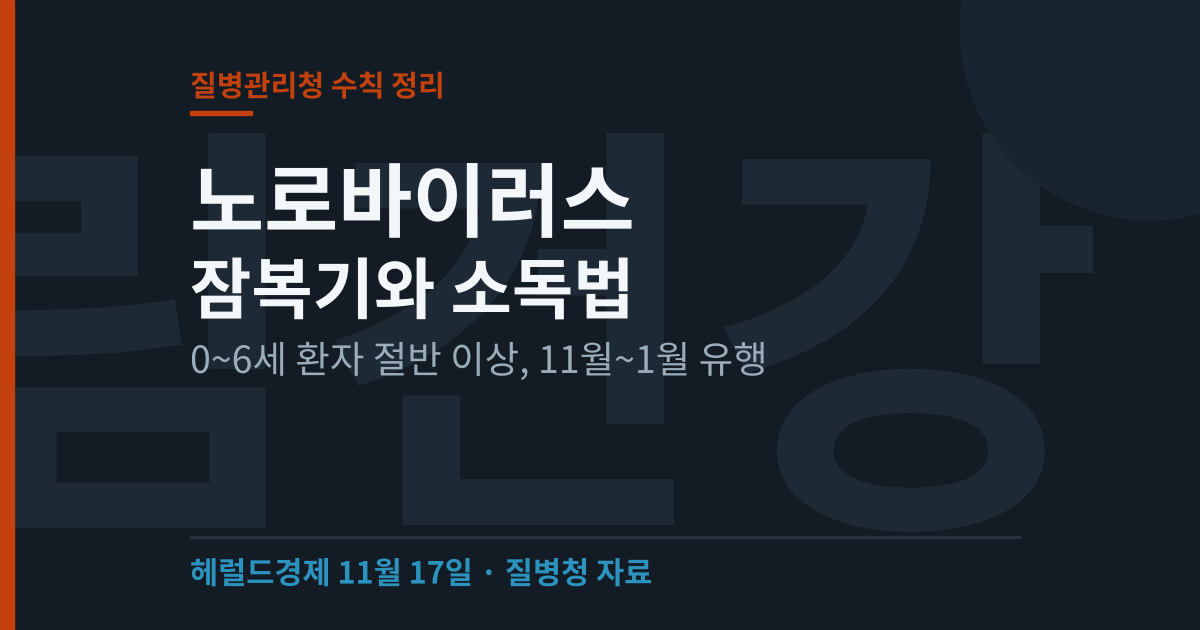 질병관리청 수칙 정리
노로바이러스
잠복기와 소독법
0~6세 환자 절반 이상, 11월~1월 유행
헤럴드경제 11월 17일 · 질병청 자료